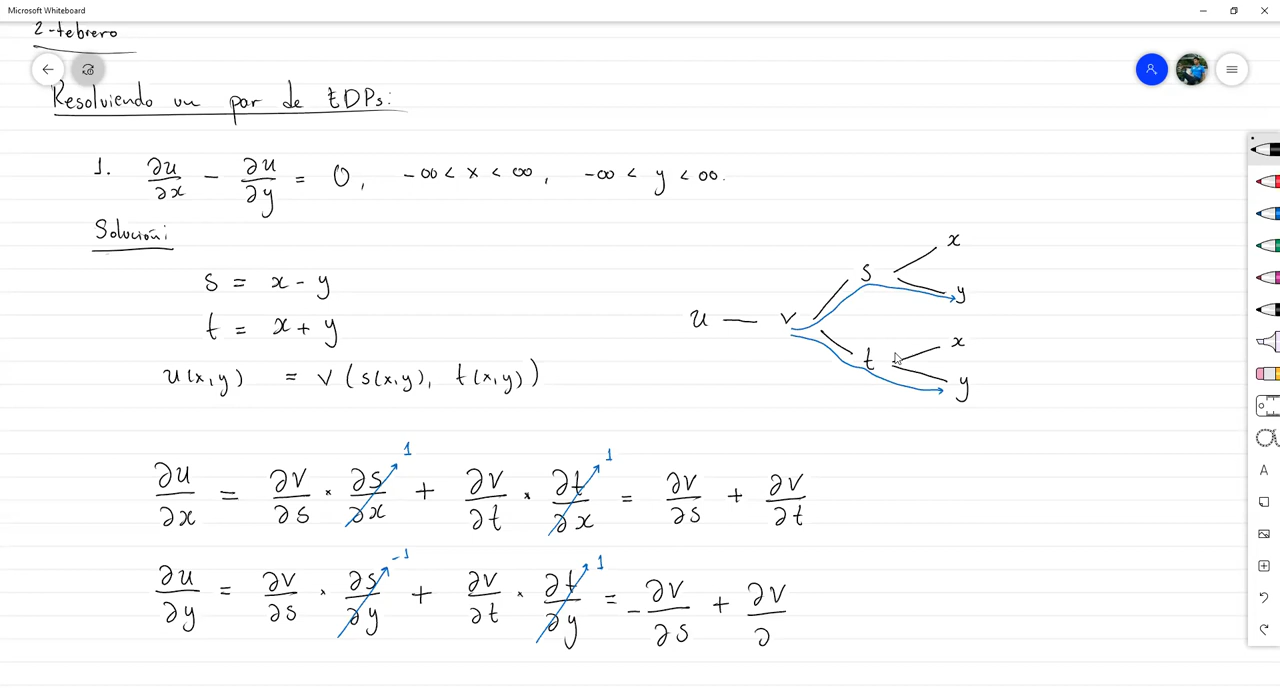 Microsoft Whiteboard
2-febrero
Resolviendo un par de EDPs:
1. ∂u/∂x - ∂u/∂y = 0, -∞ < x < ∞, -∞ < y < ∞.
Solución:
s = x - y
t = x + y
u(x,y) = v(s(x,y), t(x,y))
u — v
s
x
y
t
x
y
∂u/∂x = ∂v/∂s · ∂s/∂x 1 + ∂v/∂t · ∂t/∂x 1 = ∂v/∂s + ∂v/∂t
∂u/∂y = ∂v/∂s · ∂s/∂y -1 + ∂v/∂t · ∂t/∂y 1 = -∂v/∂s + ∂v/∂
A